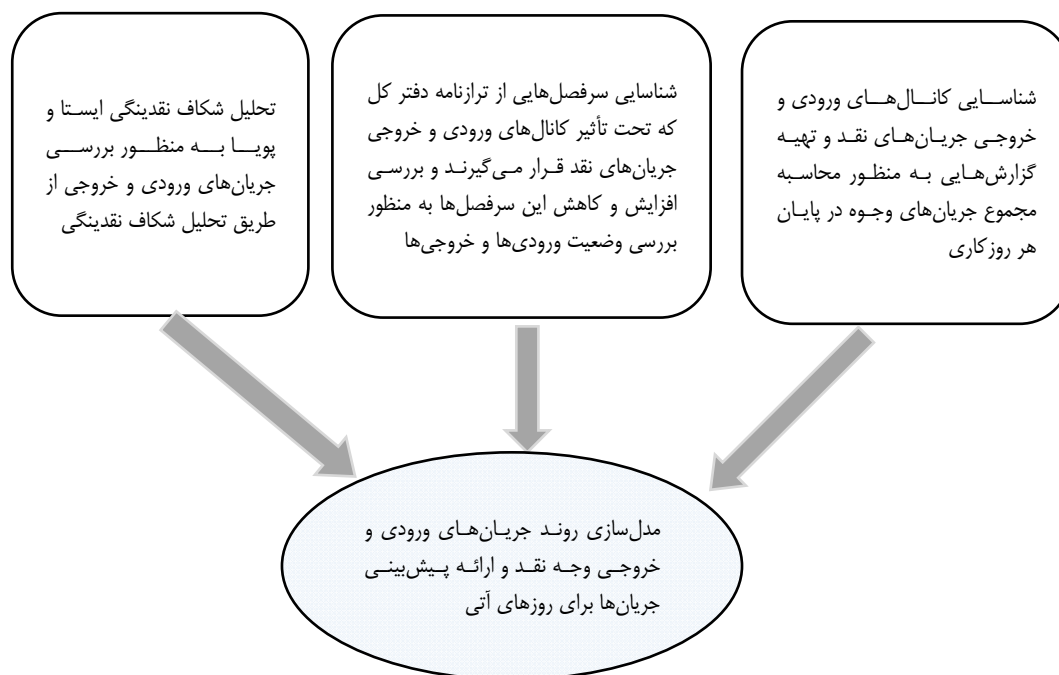 شناسایی کانال‌های ورودی و
خروجی جریان‌های نقد و تهیه
گزارش‌هایی به منظور محاسبه
مجموع جریان‌های وجوه در پایان
هر روزکاری
شناسایی سرفصل‌هایی از ترازنامه دفتر کل
که تحت تأثیر کانال‌های ورودی و خروجی
جریان‌های نقد قرار می‌گیرند و بررسی
افزایش و کاهش این سرفصل‌ها به منظور
بررسی وضعیت ورودی‌ها و خروجی‌ها
تحلیل شکاف نقدینگی ایستا و
پویا به منظور بررسی
جریان‌های ورودی و خروجی از
طریق تحلیل شکاف نقدینگی
مدل‌سازی روند جریان‌های ورودی و
خروجی وجه نقد و ارائه پیش‌بینی
جریان‌ها برای روزهای آتی